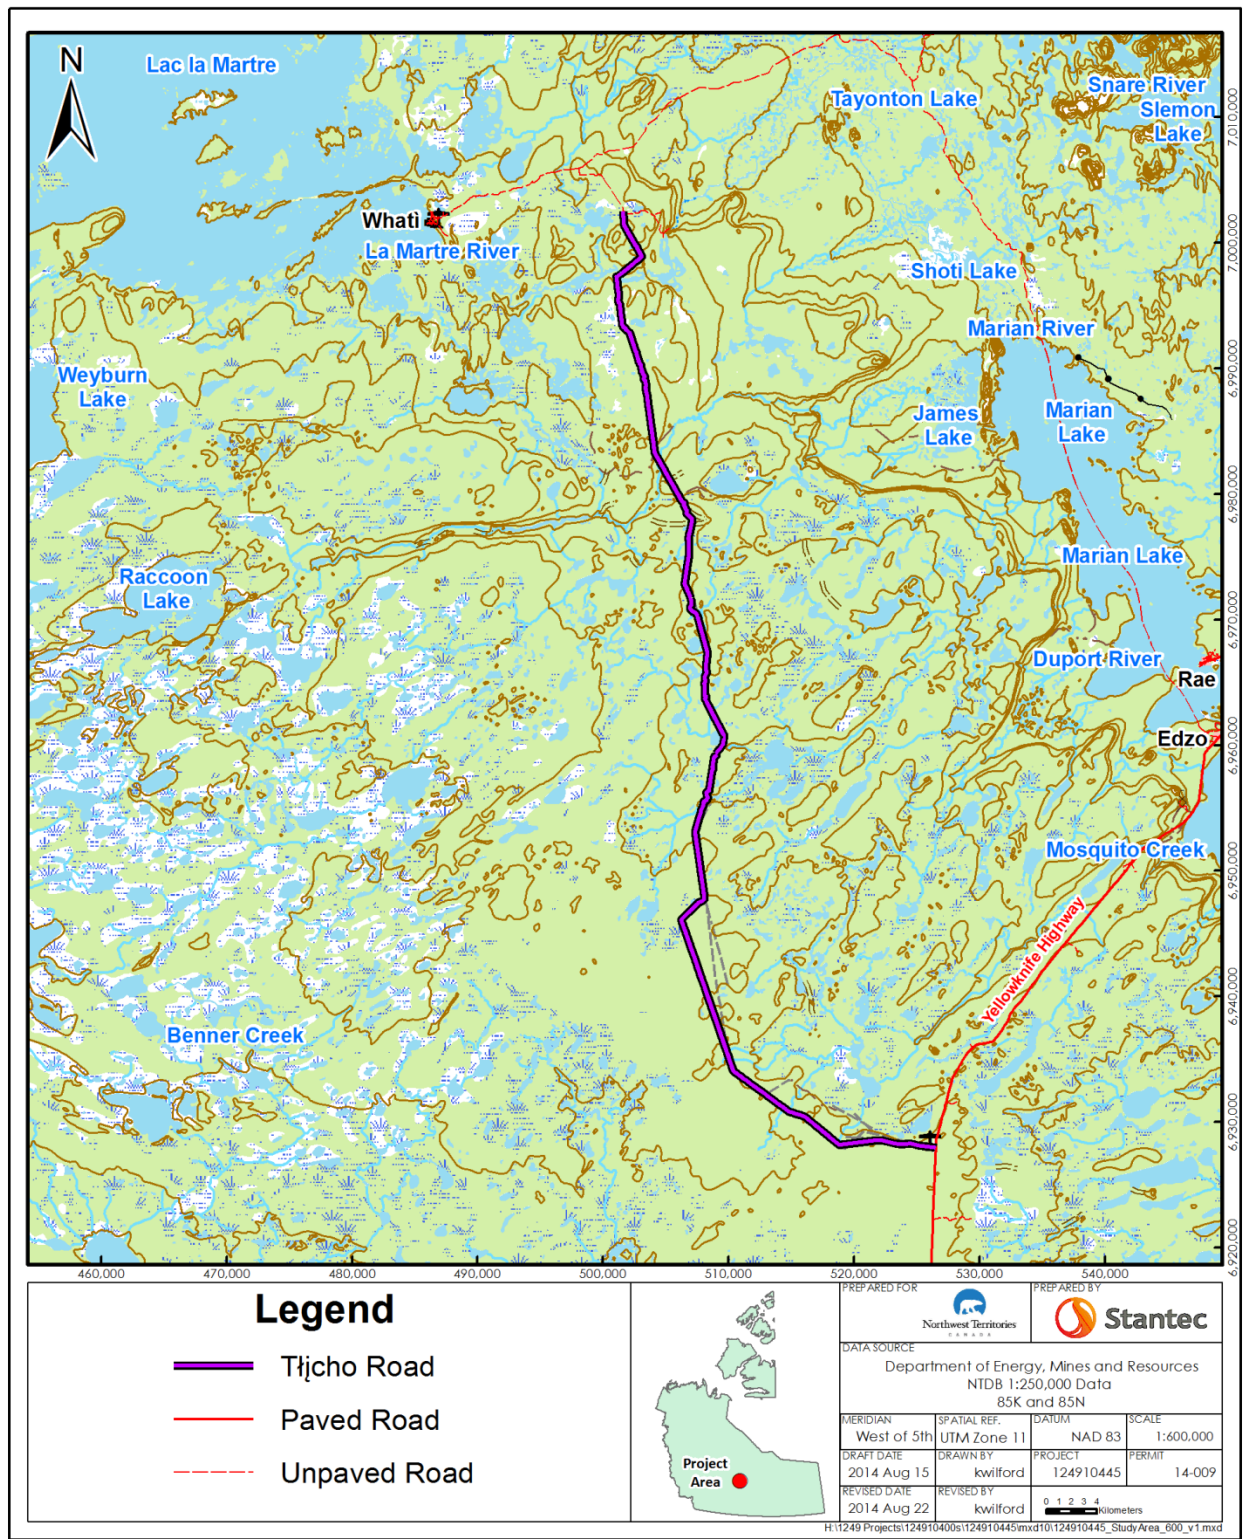 N
Lac la Martre
Tayonton Lake
Snare River
Slemon
Lake
Whatì
La Martre River
Shoti Lake
Marian River
Weyburn
Lake
James
Lake
Marian
Lake
Marian Lake
Raccoon
Lake
Duport River
Rae
Edzo
Mosquito Creek
Yellowknife Highway
Benner Creek
7,010,000
7,000,000
6,990,000
6,980,000
6,970,000
6,960,000
6,950,000
6,940,000
6,930,000
6,920,000
460,000
470,000
480,000
490,000
500,000
510,000
520,000
530,000
540,000
Legend
Tłįcho Road
Paved Road
Unpaved Road
Project
Area
PREPARED FOR
Northwest Territories
CANADA
PREPARED BY
Stantec
DATA SOURCE
Department of Energy, Mines and Resources
NTDB 1:250,000 Data
85K and 85N
MERIDIAN
West of 5th
SPATIAL REF.
UTM Zone 11
DATUM
NAD 83
SCALE
1:600,000
DRAFT DATE
2014 Aug 15
DRAWN BY
kwilford
PROJECT
124910445
PERMIT
14-009
REVISED DATE
2014 Aug 22
REVISED BY
kwilford
0 1 2 3 4
Kilometers
H:\1249 Projects\124910400s\124910445\mxd10\124910445_StudyArea_600_v1.mxd